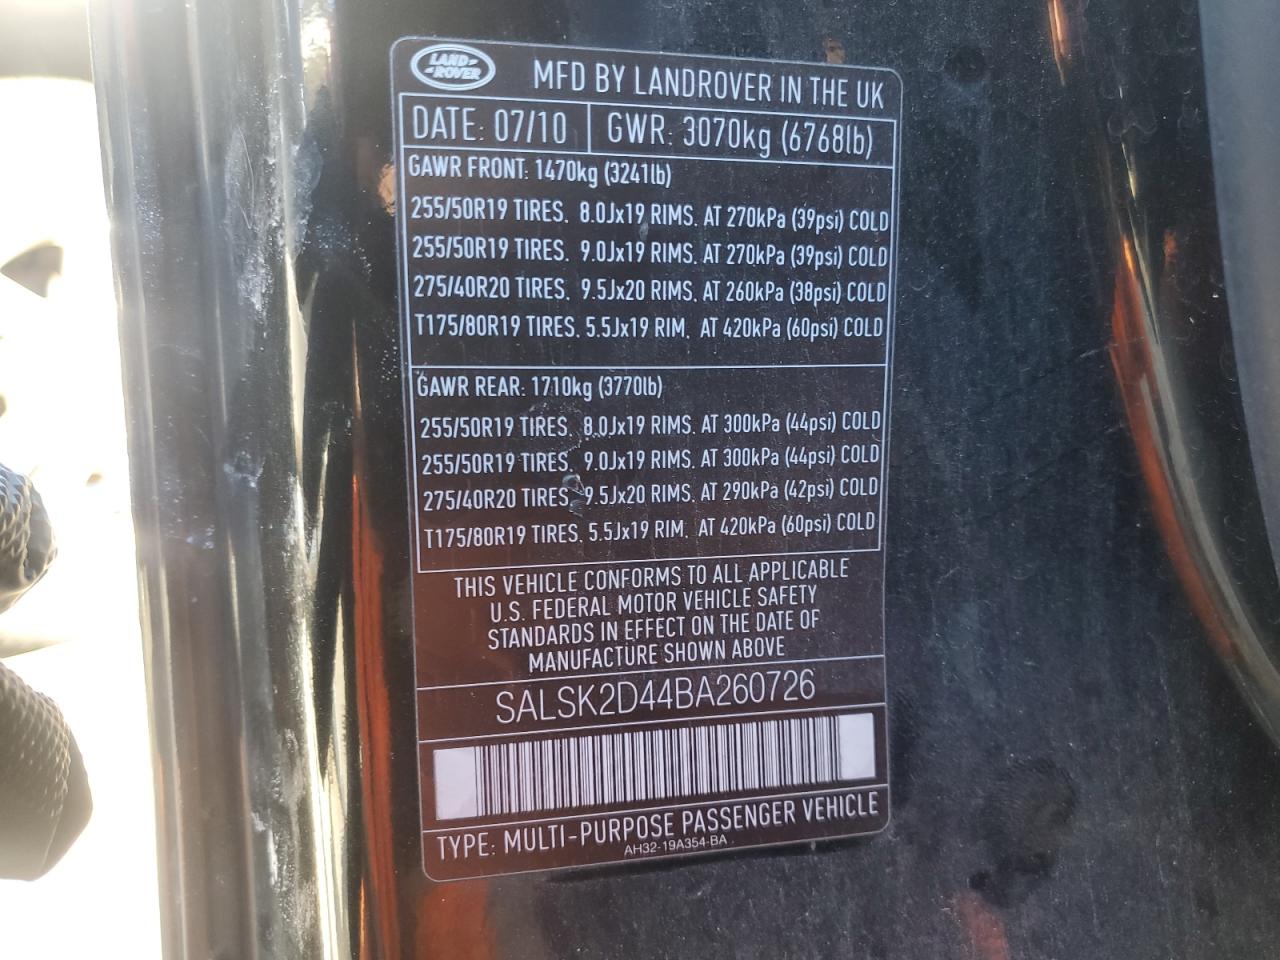 LAND ROVER
MFD BY LANDROVER IN THE UK
DATE: 07/10 GWR: 3070kg (6768lb)
GAWR FRONT: 1470kg (3241lb)
255/50R19 TIRES. 8.0Jx19 RIMS. AT 270kPa (39psi) COLD
255/50R19 TIRES. 9.0Jx19 RIMS. AT 270kPa (39psi) COLD
275/40R20 TIRES. 9.5Jx20 RIMS. AT 260kPa (38psi) COLD
T175/80R19 TIRES. 5.5Jx19 RIM. AT 420kPa (60psi) COLD
GAWR REAR: 1710kg (3770lb)
255/50R19 TIRES. 8.0Jx19 RIMS. AT 300kPa (44psi) COLD
255/50R19 TIRES. 9.0Jx19 RIMS. AT 300kPa (44psi) COLD
275/40R20 TIRES. 9.5Jx20 RIMS. AT 290kPa (42psi) COLD
T175/80R19 TIRES. 5.5Jx19 RIM. AT 420kPa (60psi) COLD
THIS VEHICLE CONFORMS TO ALL APPLICABLE
U.S. FEDERAL MOTOR VEHICLE SAFETY
STANDARDS IN EFFECT ON THE DATE OF
MANUFACTURE SHOWN ABOVE
SALSK2D44BA260726
TYPE: MULTI-PURPOSE PASSENGER VEHICLE
AH32-19A354-BA